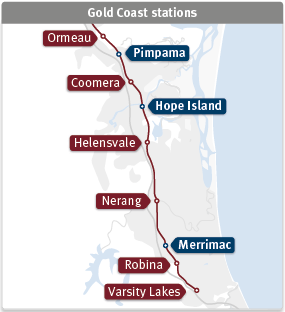 Gold Coast stations
Ormeau
Pimpama
Coomera
Hope Island
Helensvale
Nerang
Merrimac
Robina
Varsity Lakes